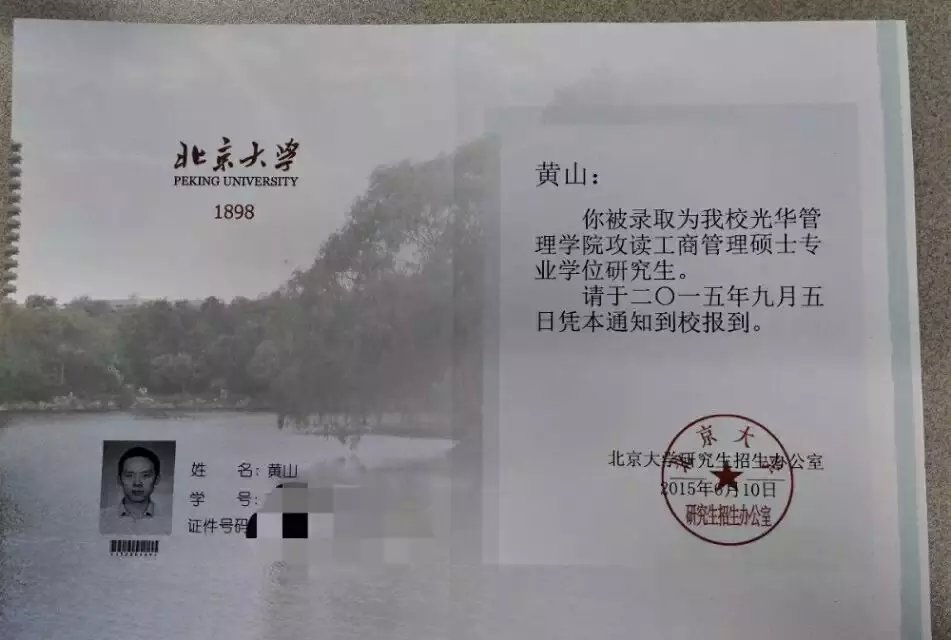 北京大学
PEKING UNIVERSITY
1898
姓 名：黄山
学 号：
证件号码
黄山：
你被录取为我校光华管
理学院攻读工商管理硕士专
业学位研究生。
请于二〇一五年九月五
日凭本通知到校报到。
北京大学
北京大学研究生招生办公室
2015年6月10日
研究生招生办公室